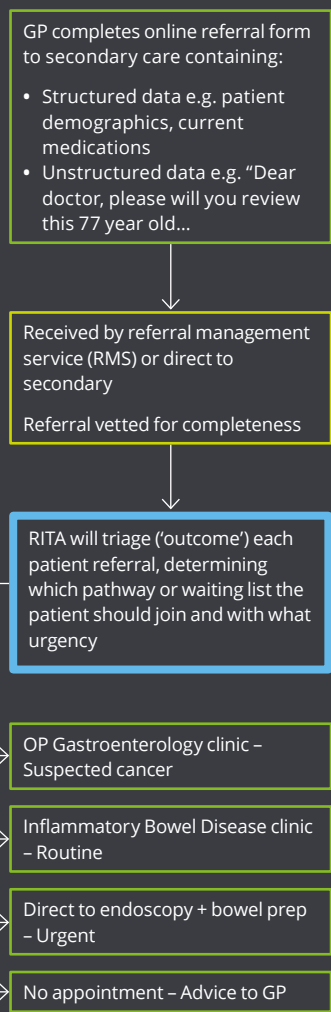 GP completes online referral form
to secondary care containing:
• Structured data e.g. patient
demographics, current
medications
• Unstructured data e.g. “Dear
doctor, please will you review
this 77 year old...
Received by referral management
service (RMS) or direct to
secondary
Referral vetted for completeness
RITA will triage (‘outcome’) each
patient referral, determining
which pathway or waiting list the
patient should join and with what
urgency
OP Gastroenterology clinic –
Suspected cancer
Inflammatory Bowel Disease clinic
– Routine
Direct to endoscopy + bowel prep
– Urgent
No appointment – Advice to GP